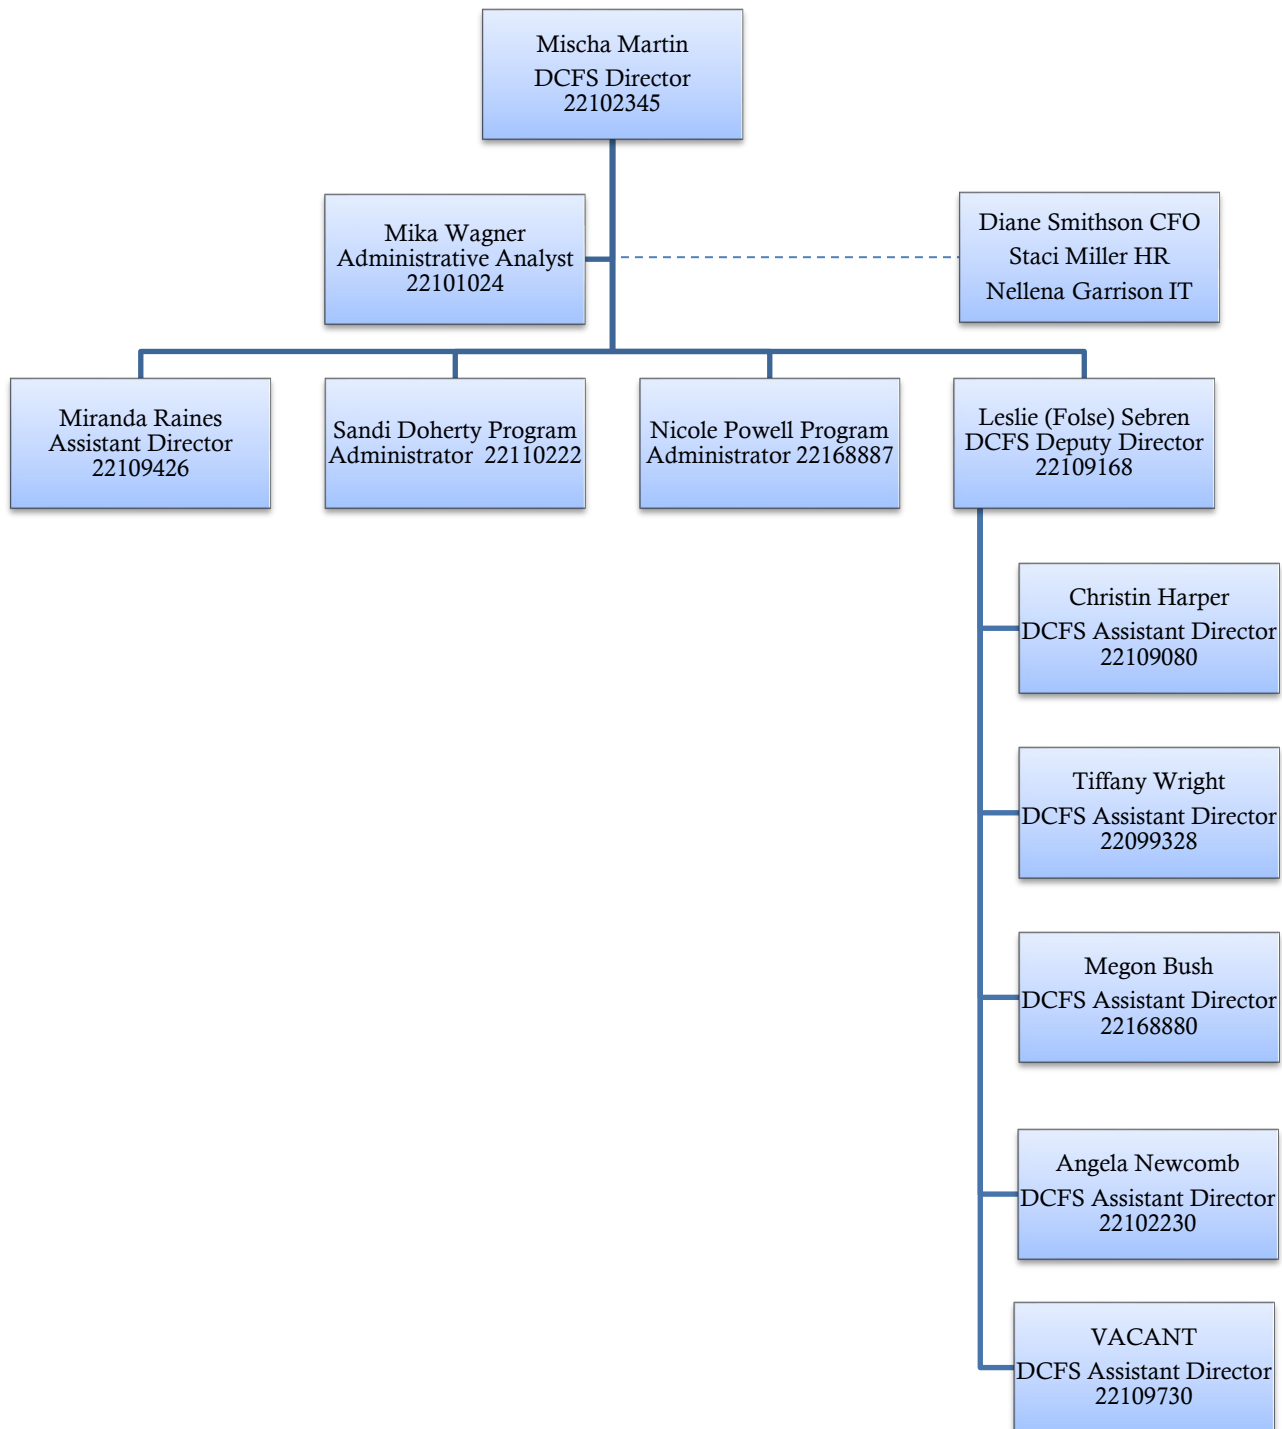 Mischa Martin
DCFS Director
22102345
Mika Wagner
Administrative Analyst
22101024
Diane Smithson CFO
Staci Miller HR
Nellena Garrison IT
Miranda Raines
Assistant Director
22109426
Sandi Doherty Program
Administrator 22110222
Nicole Powell Program
Administrator 22168887
Leslie (Folse) Sebren
DCFS Deputy Director
22109168
Christin Harper
DCFS Assistant Director
22109080
Tiffany Wright
DCFS Assistant Director
22099328
Megon Bush
DCFS Assistant Director
22168880
Angela Newcomb
DCFS Assistant Director
22102230
VACANT
DCFS Assistant Director
22109730